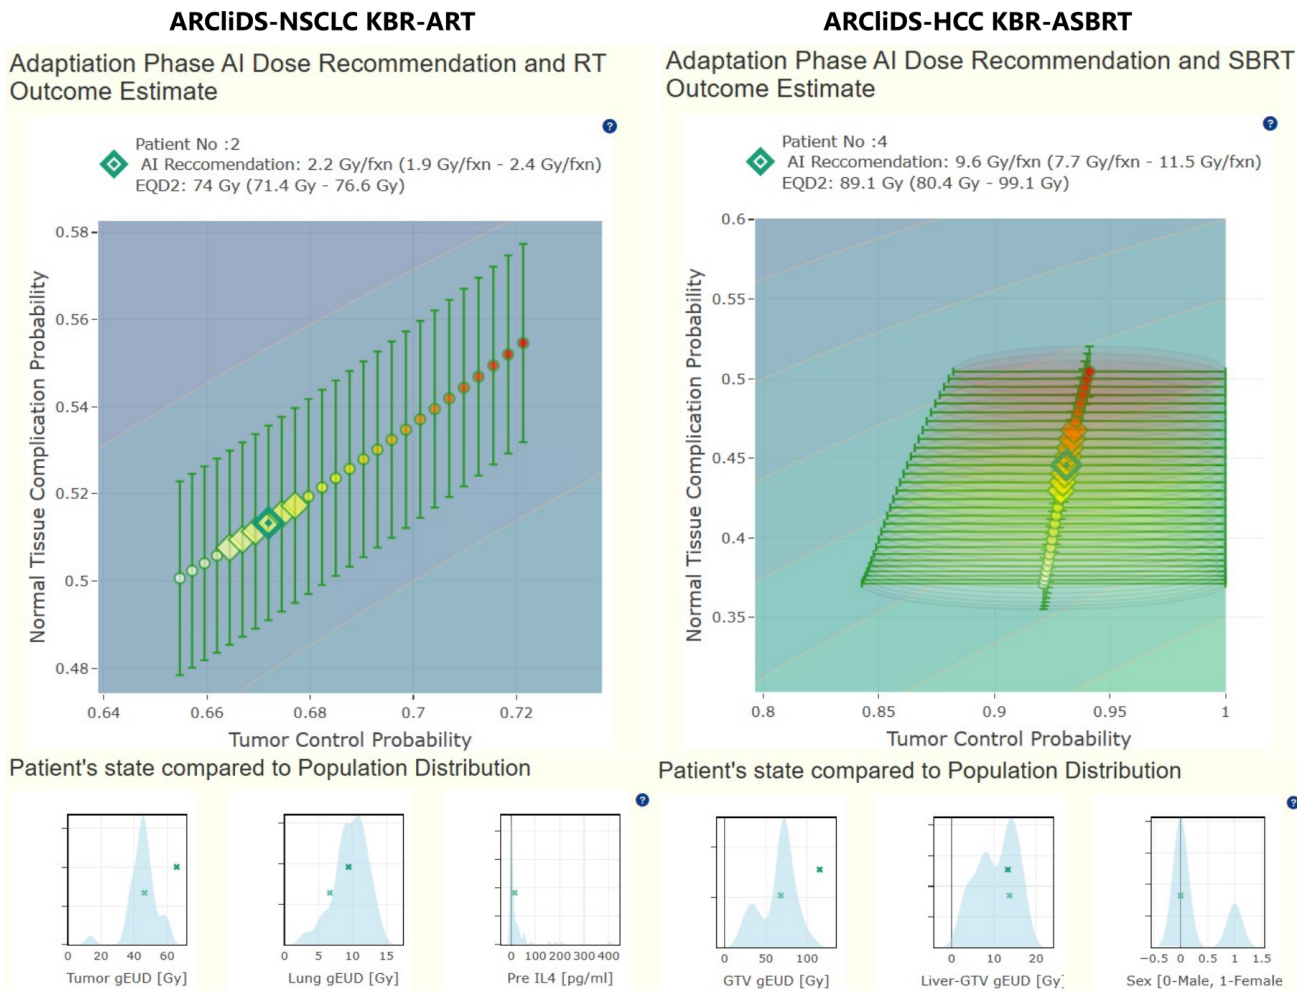 ARCliDS-NSCLC KBR-ART
Adaptiation Phase AI Dose Recommendation and RT
Outcome Estimate
?
Patient No :2
AI Reccomendation: 2.2 Gy/fxn (1.9 Gy/fxn - 2.4 Gy/fxn)
EQD2: 74 Gy (71.4 Gy - 76.6 Gy)
Normal Tissue Complication Probability
0.58
0.56
0.54
0.52
0.5
0.48
0.64 0.66 0.68 0.7 0.72
Tumor Control Probability
Patient's state compared to Population Distribution
?
0 20 40 60
Tumor gEUD [Gy]
0 5 10 15
Lung gEUD [Gy]
0 100 200 300 400
Pre IL4 [pg/ml]
ARCliDS-HCC KBR-ASBRT
Adaptation Phase AI Dose Recommendation and SBRT
Outcome Estimate
?
Patient No :4
AI Reccomendation: 9.6 Gy/fxn (7.7 Gy/fxn - 11.5 Gy/fxn)
EQD2: 89.1 Gy (80.4 Gy - 99.1 Gy)
Normal Tissue Complication Probability
0.6
0.55
0.5
0.45
0.4
0.35
0.8 0.85 0.9 0.95 1
Tumor Control Probability
Patient's state compared to Population Distribution
?
0 50 100
GTV gEUD [Gy]
0 10 20
Liver-GTV gEUD [Gy]
−0.5 0 0.5 1 1.5
Sex [0-Male, 1-Female